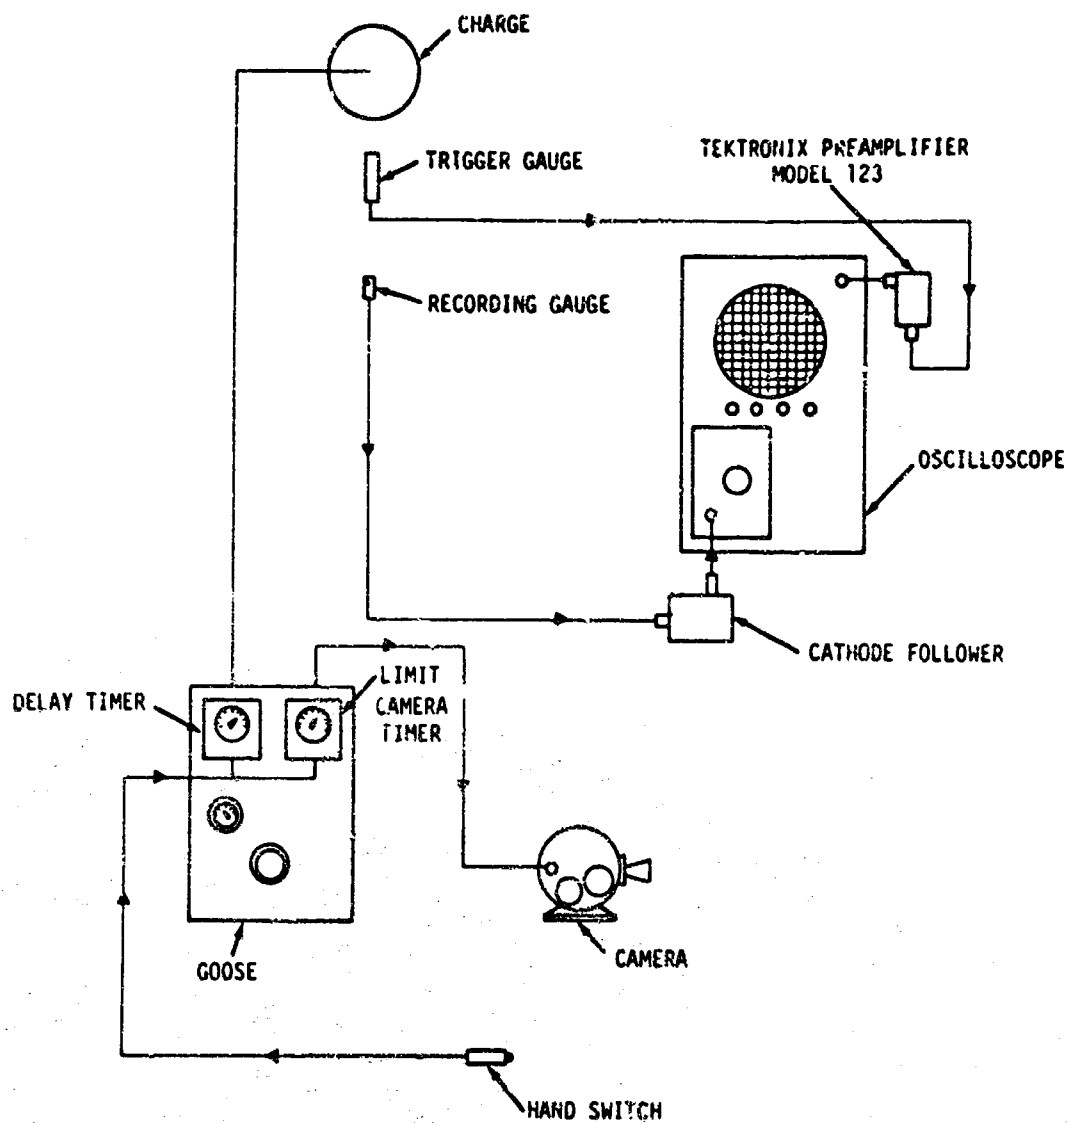 CHARGE
TRIGGER GAUGE
TEKTRONIX PREAMPLIFIER
MODEL 123
RECORDING GAUGE
OSCILLOSCOPE
CATHODE FOLLOWER
DELAY TIMER
LIMIT
CAMERA
TIMER
GOOSE
CAMERA
HAND SWITCH